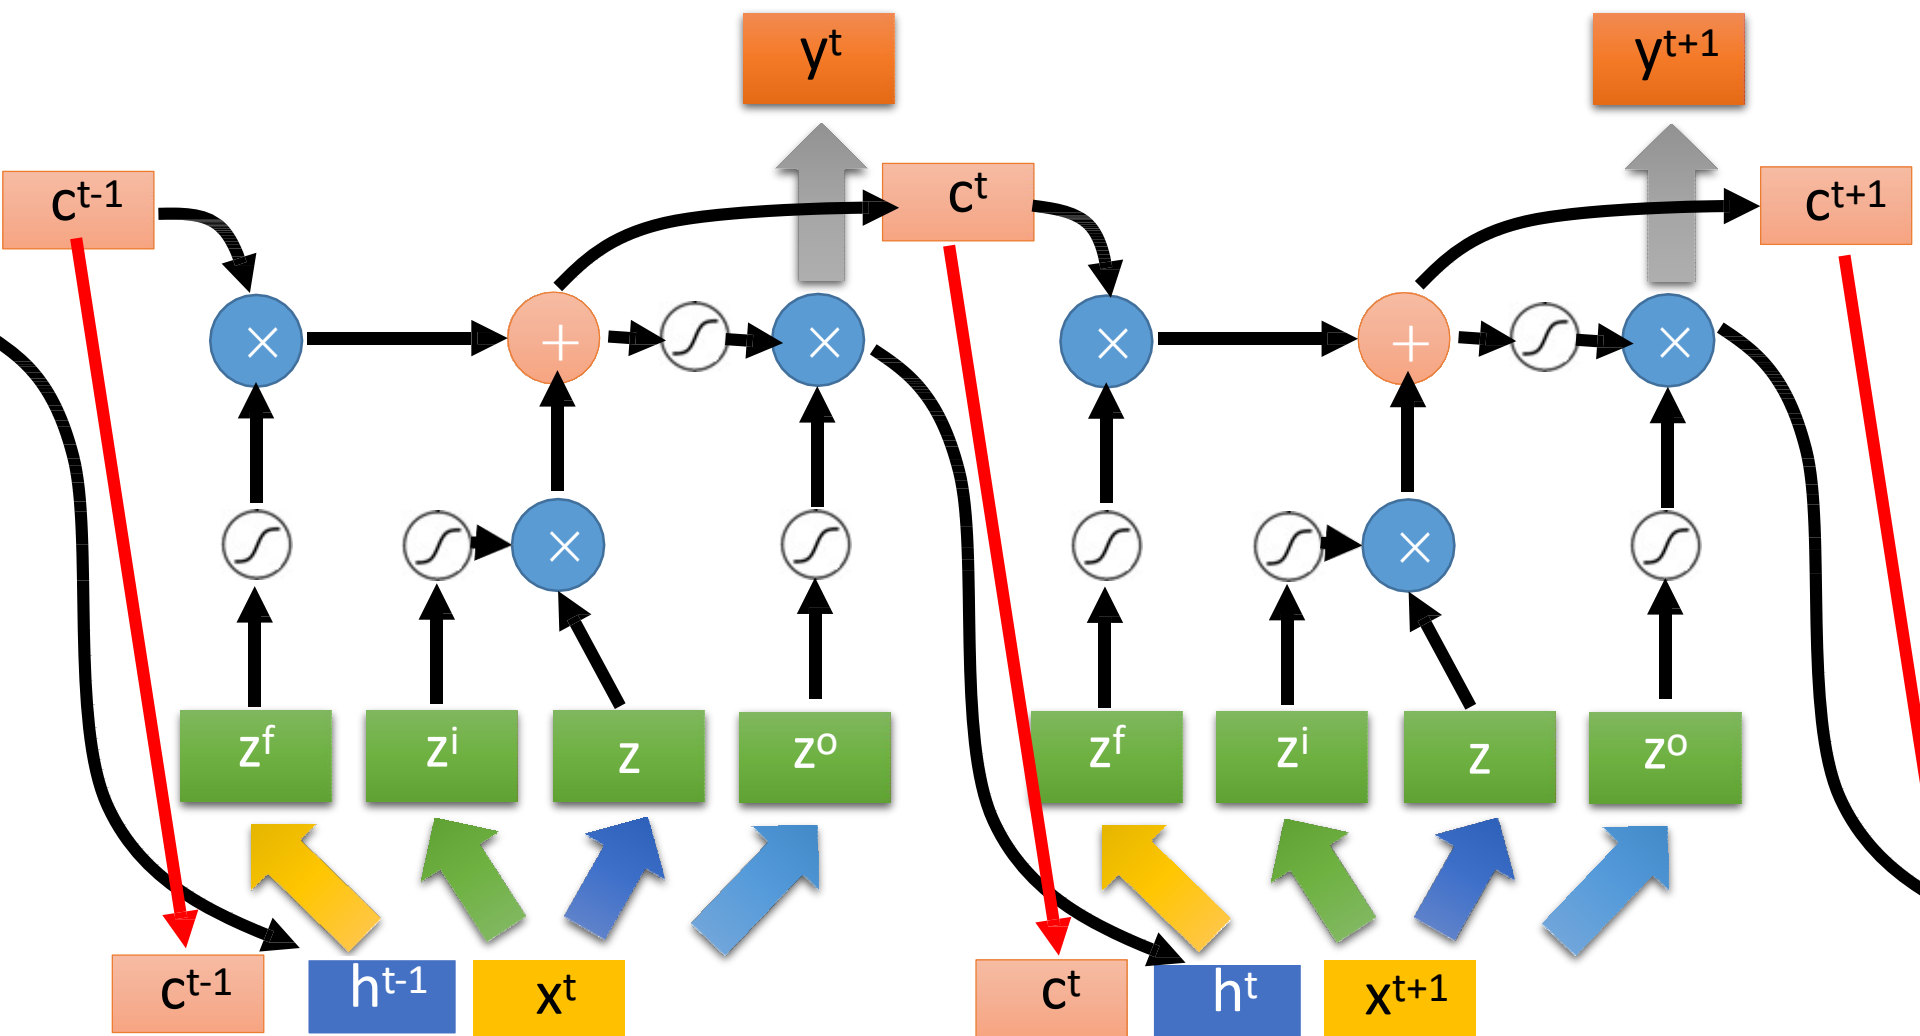 yᵗ yᵗ⁺¹
cᵗ⁻¹ cᵗ cᵗ⁺¹
× + × × + ×
× ×
zᶠ zⁱ z zᵒ zᶠ zⁱ z zᵒ
cᵗ⁻¹ hᵗ⁻¹ xᵗ cᵗ hᵗ xᵗ⁺¹